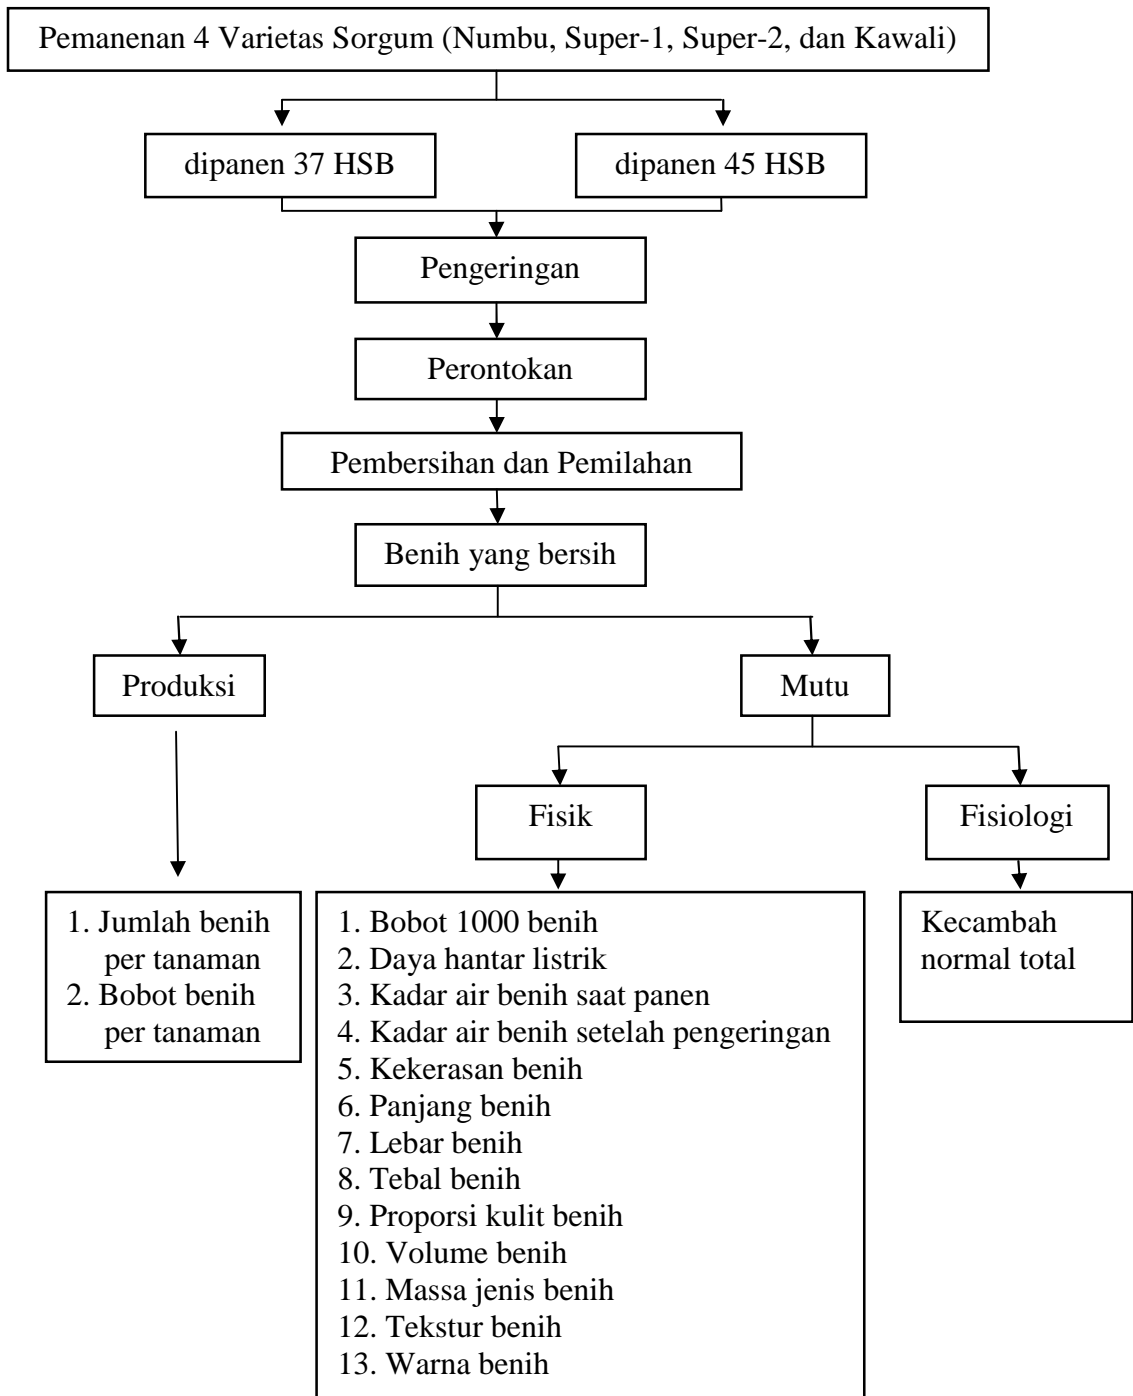 Pemanenan 4 Varietas Sorgum (Numbu, Super-1, Super-2, dan Kawali)
dipanen 37 HSB
dipanen 45 HSB
Pengeringan
Perontokan
Pembersihan dan Pemilahan
Benih yang bersih
Produksi
Mutu
Fisik
Fisiologi
1. Jumlah benih
per tanaman
2. Bobot benih
per tanaman
1. Bobot 1000 benih
2. Daya hantar listrik
3. Kadar air benih saat panen
4. Kadar air benih setelah pengeringan
5. Kekerasan benih
6. Panjang benih
7. Lebar benih
8. Tebal benih
9. Proporsi kulit benih
10. Volume benih
11. Massa jenis benih
12. Tekstur benih
13. Warna benih
Kecambah
normal total